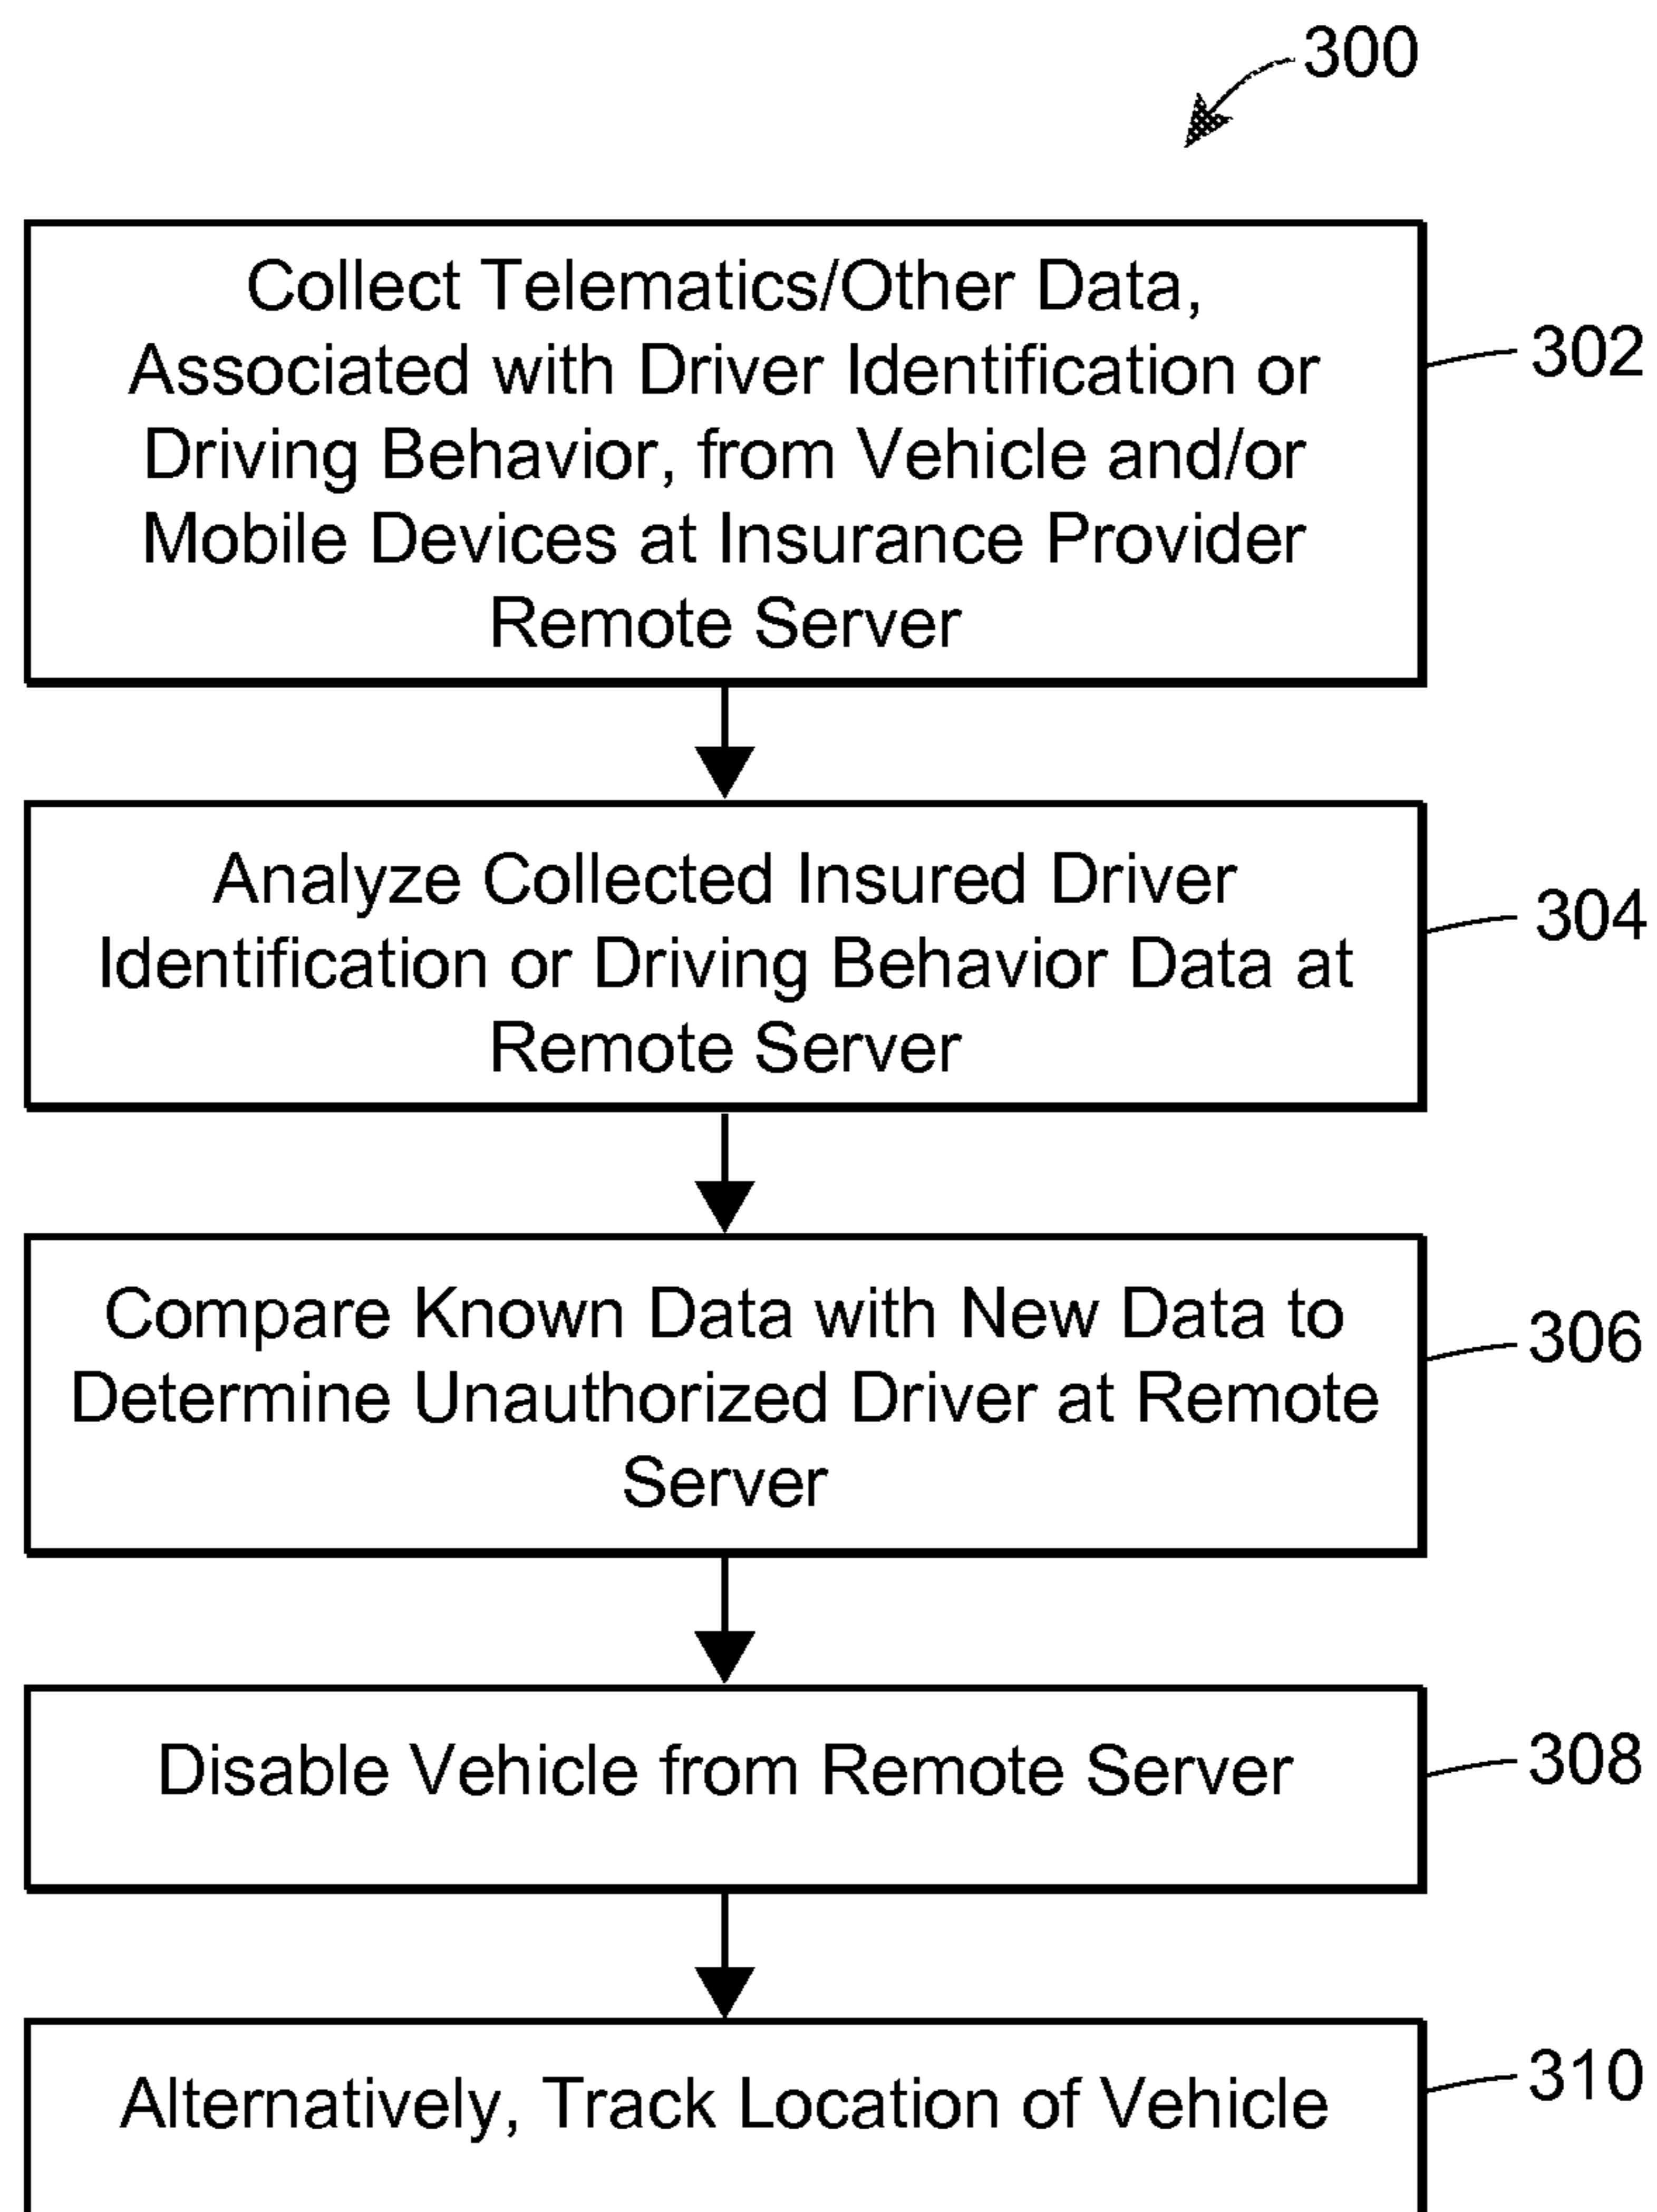 300
Collect Telematics/Other Data,
Associated with Driver Identification or
Driving Behavior, from Vehicle and/or
Mobile Devices at Insurance Provider
Remote Server
302
Analyze Collected Insured Driver
Identification or Driving Behavior Data at
Remote Server
304
Compare Known Data with New Data to
Determine Unauthorized Driver at Remote
Server
306
Disable Vehicle from Remote Server
308
Alternatively, Track Location of Vehicle
310